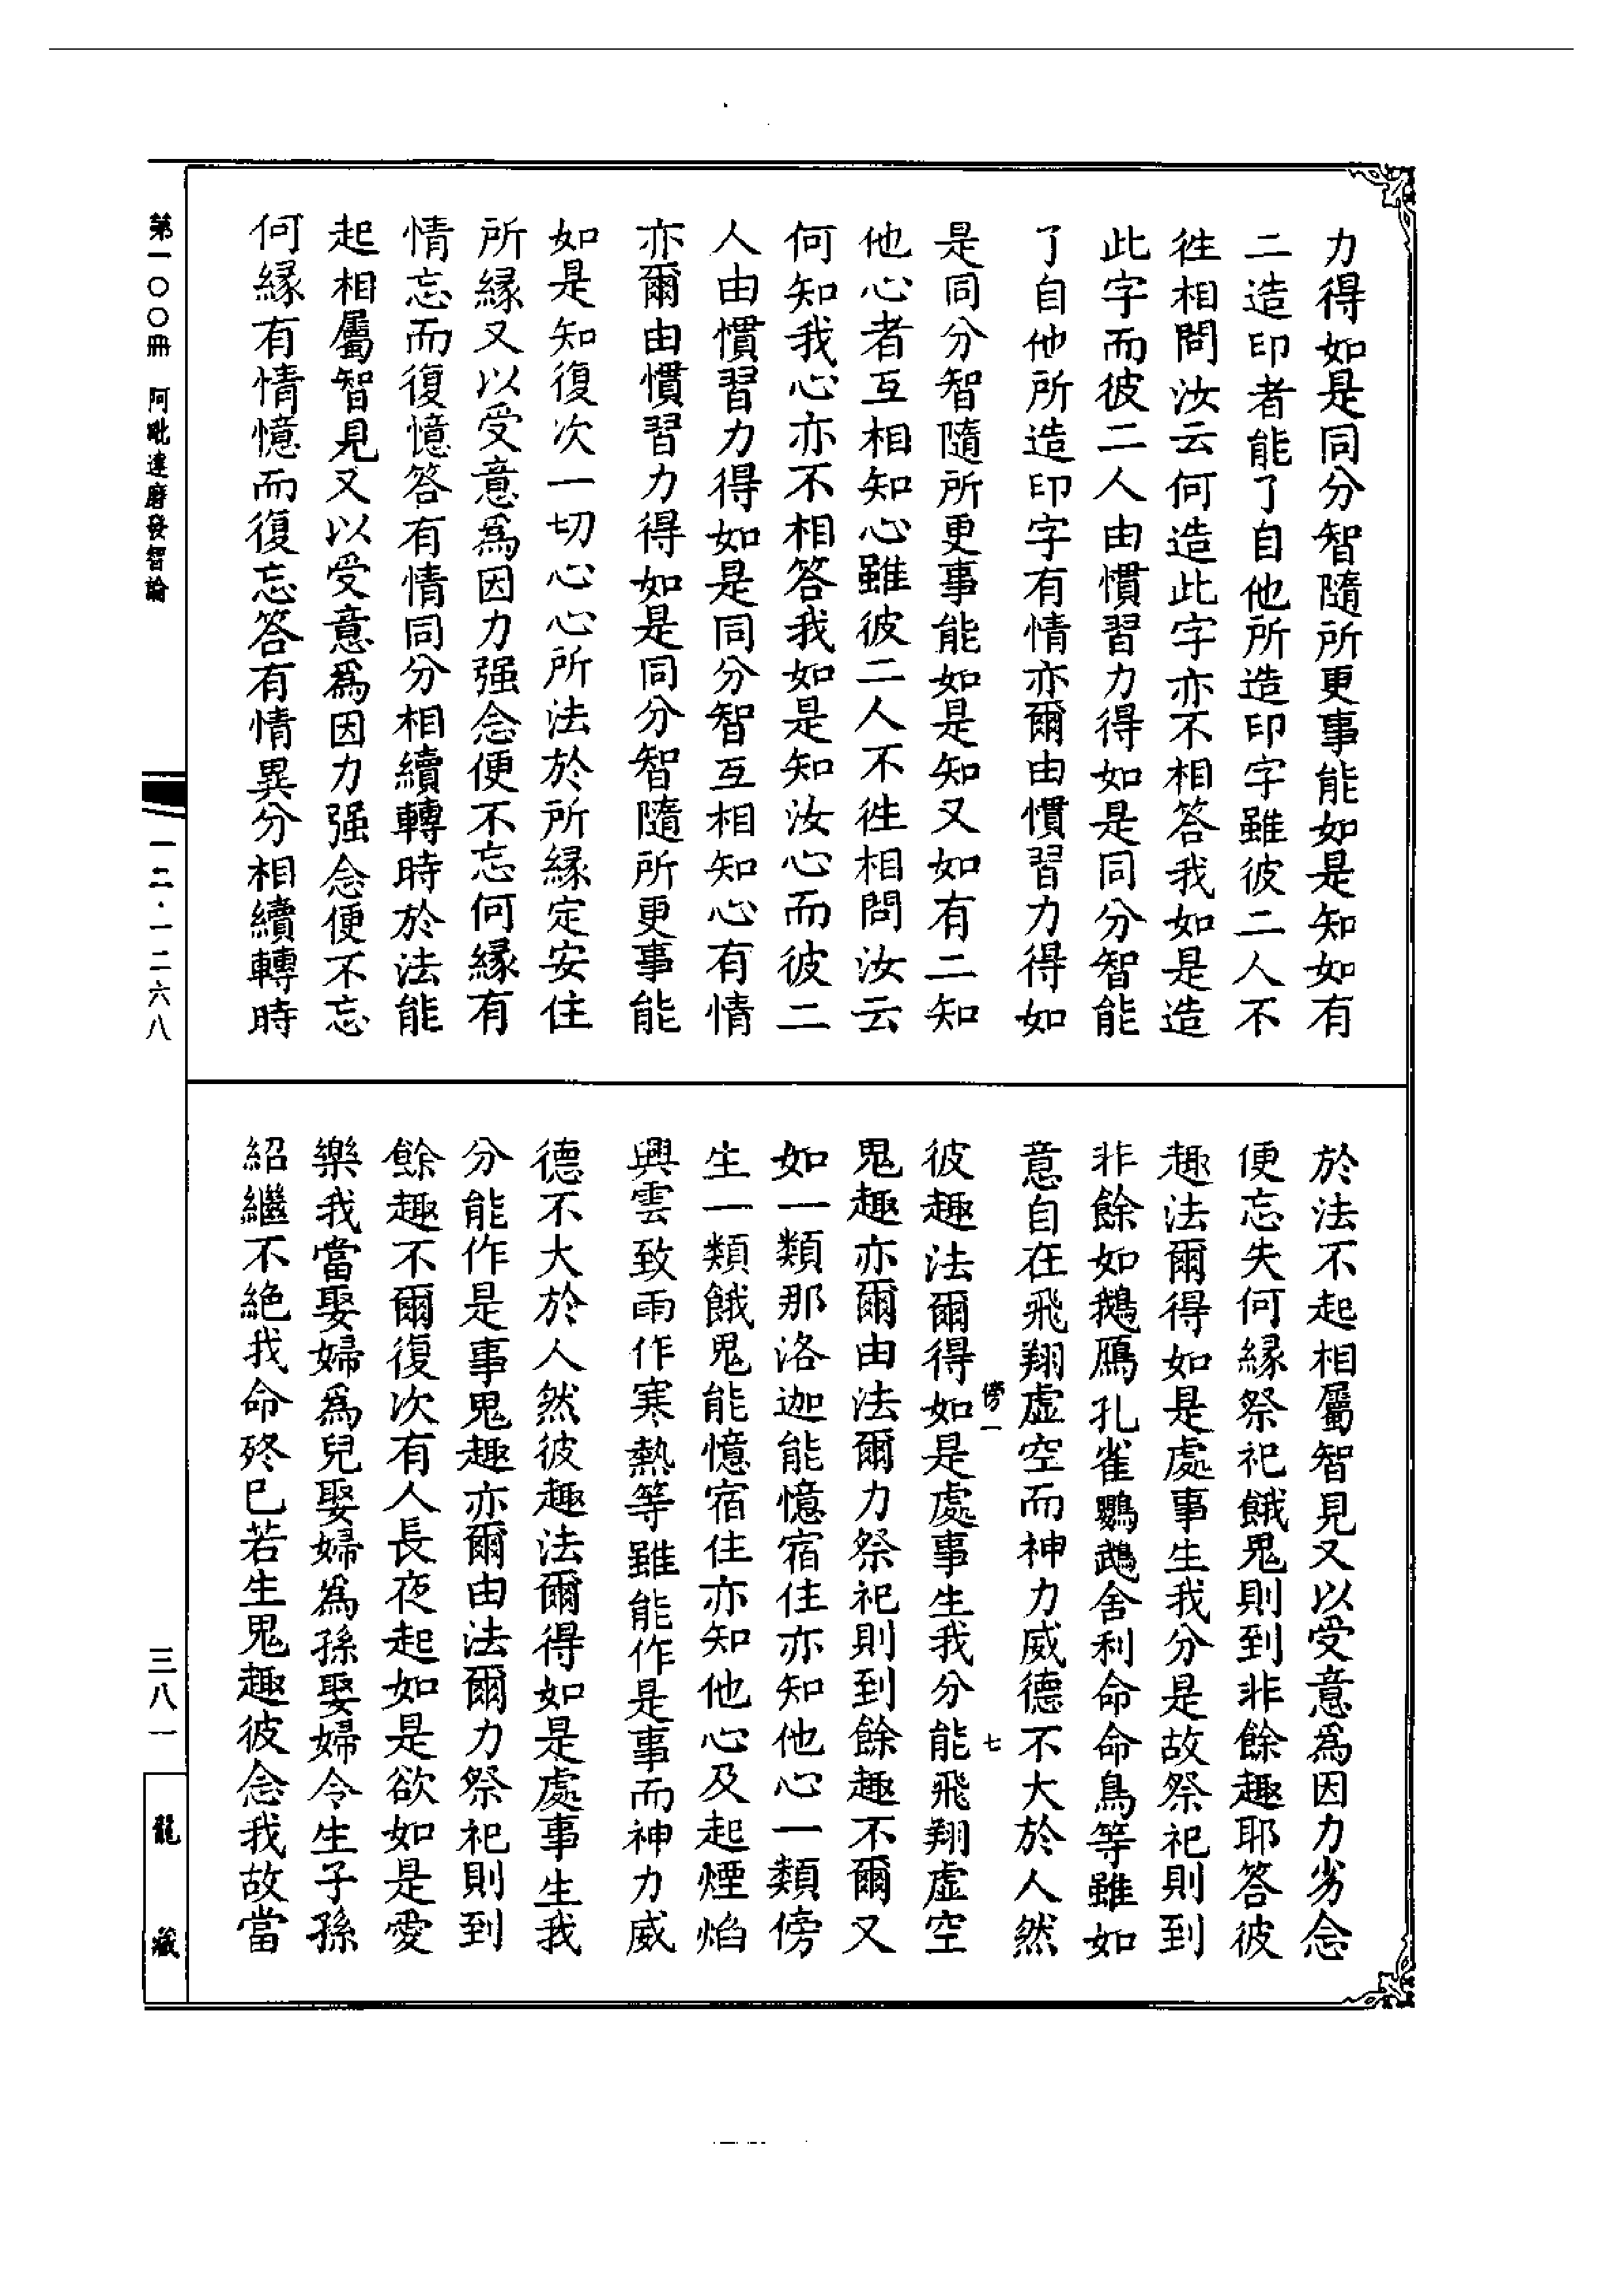 力得如是同分智隨所更事能如是知如有
二造印者能了自他所造印字雖彼二人不
徃相問汝云何造此字亦不相答我如是造
此字而彼二人由慣習力得如是同分智能
了自他所造印字有情亦爾由慣習力得如
是同分智隨所更事能如是知又如有二知
他心者互相知心雖彼二人不徃相問汝云
何知我心亦不相答我如是知汝心而彼二
人由慣習力得如是同分智互相知心有情
亦爾由慣習力得如是同分智隨所更事能
如是知復次一切心心所法於所縁定安住
所縁又以受意爲因力强念便不忘何縁有
情忘而復憶答有情同分相續轉時於法能
起相屬智見又以受意爲因力强念便不忘
何縁有情憶而復忘答有情異分相續轉時
於法不起相屬智見又以受意爲因力劣念
便忘失何縁祭祀餓鬼則到非餘趣耶答彼
趣法爾得如是處事生我分是故祭祀則到
非餘如鵝鴈孔雀鸚鵡舍利命命鳥等雖如
意自在飛翔虛空而神力威德不大於人然
彼趣法爾得如是處事生我分能飛翔虛空
鬼趣亦爾由法爾力祭祀則到餘趣不爾又
如一類那洛迦能憶宿住亦知他心一類傍
生一類餓鬼能憶宿住亦知他心及起煙焰
興雲致雨作寒熱等雖能作是事而神力威
德不大於人然彼趣法爾得如是處事生我
分能作是事鬼趣亦爾由法爾力祭祀則到
餘趣不爾復次有人長夜起如是欲如是愛
樂我當娶婦爲兒娶婦爲孫娶婦令生子孫
紹繼不絶我命終已若生鬼趣彼念我故當
傍一
七
第一〇〇冊 阿毗達磨發智論
一二·一二六八
三八一
龍藏